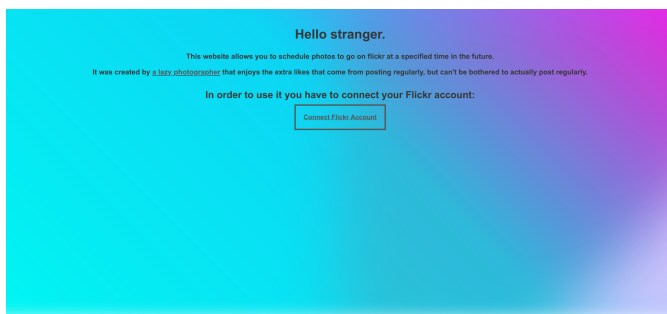 Hello stranger.
This website allows you to schedule photos to go on flickr at a specified time in the future.
It was created by a lazy photographer that enjoys the extra likes that come from posting regularly, but can't be bothered to actually post regularly.
In order to use it you have to connect your Flickr account:
Connect Flickr Account